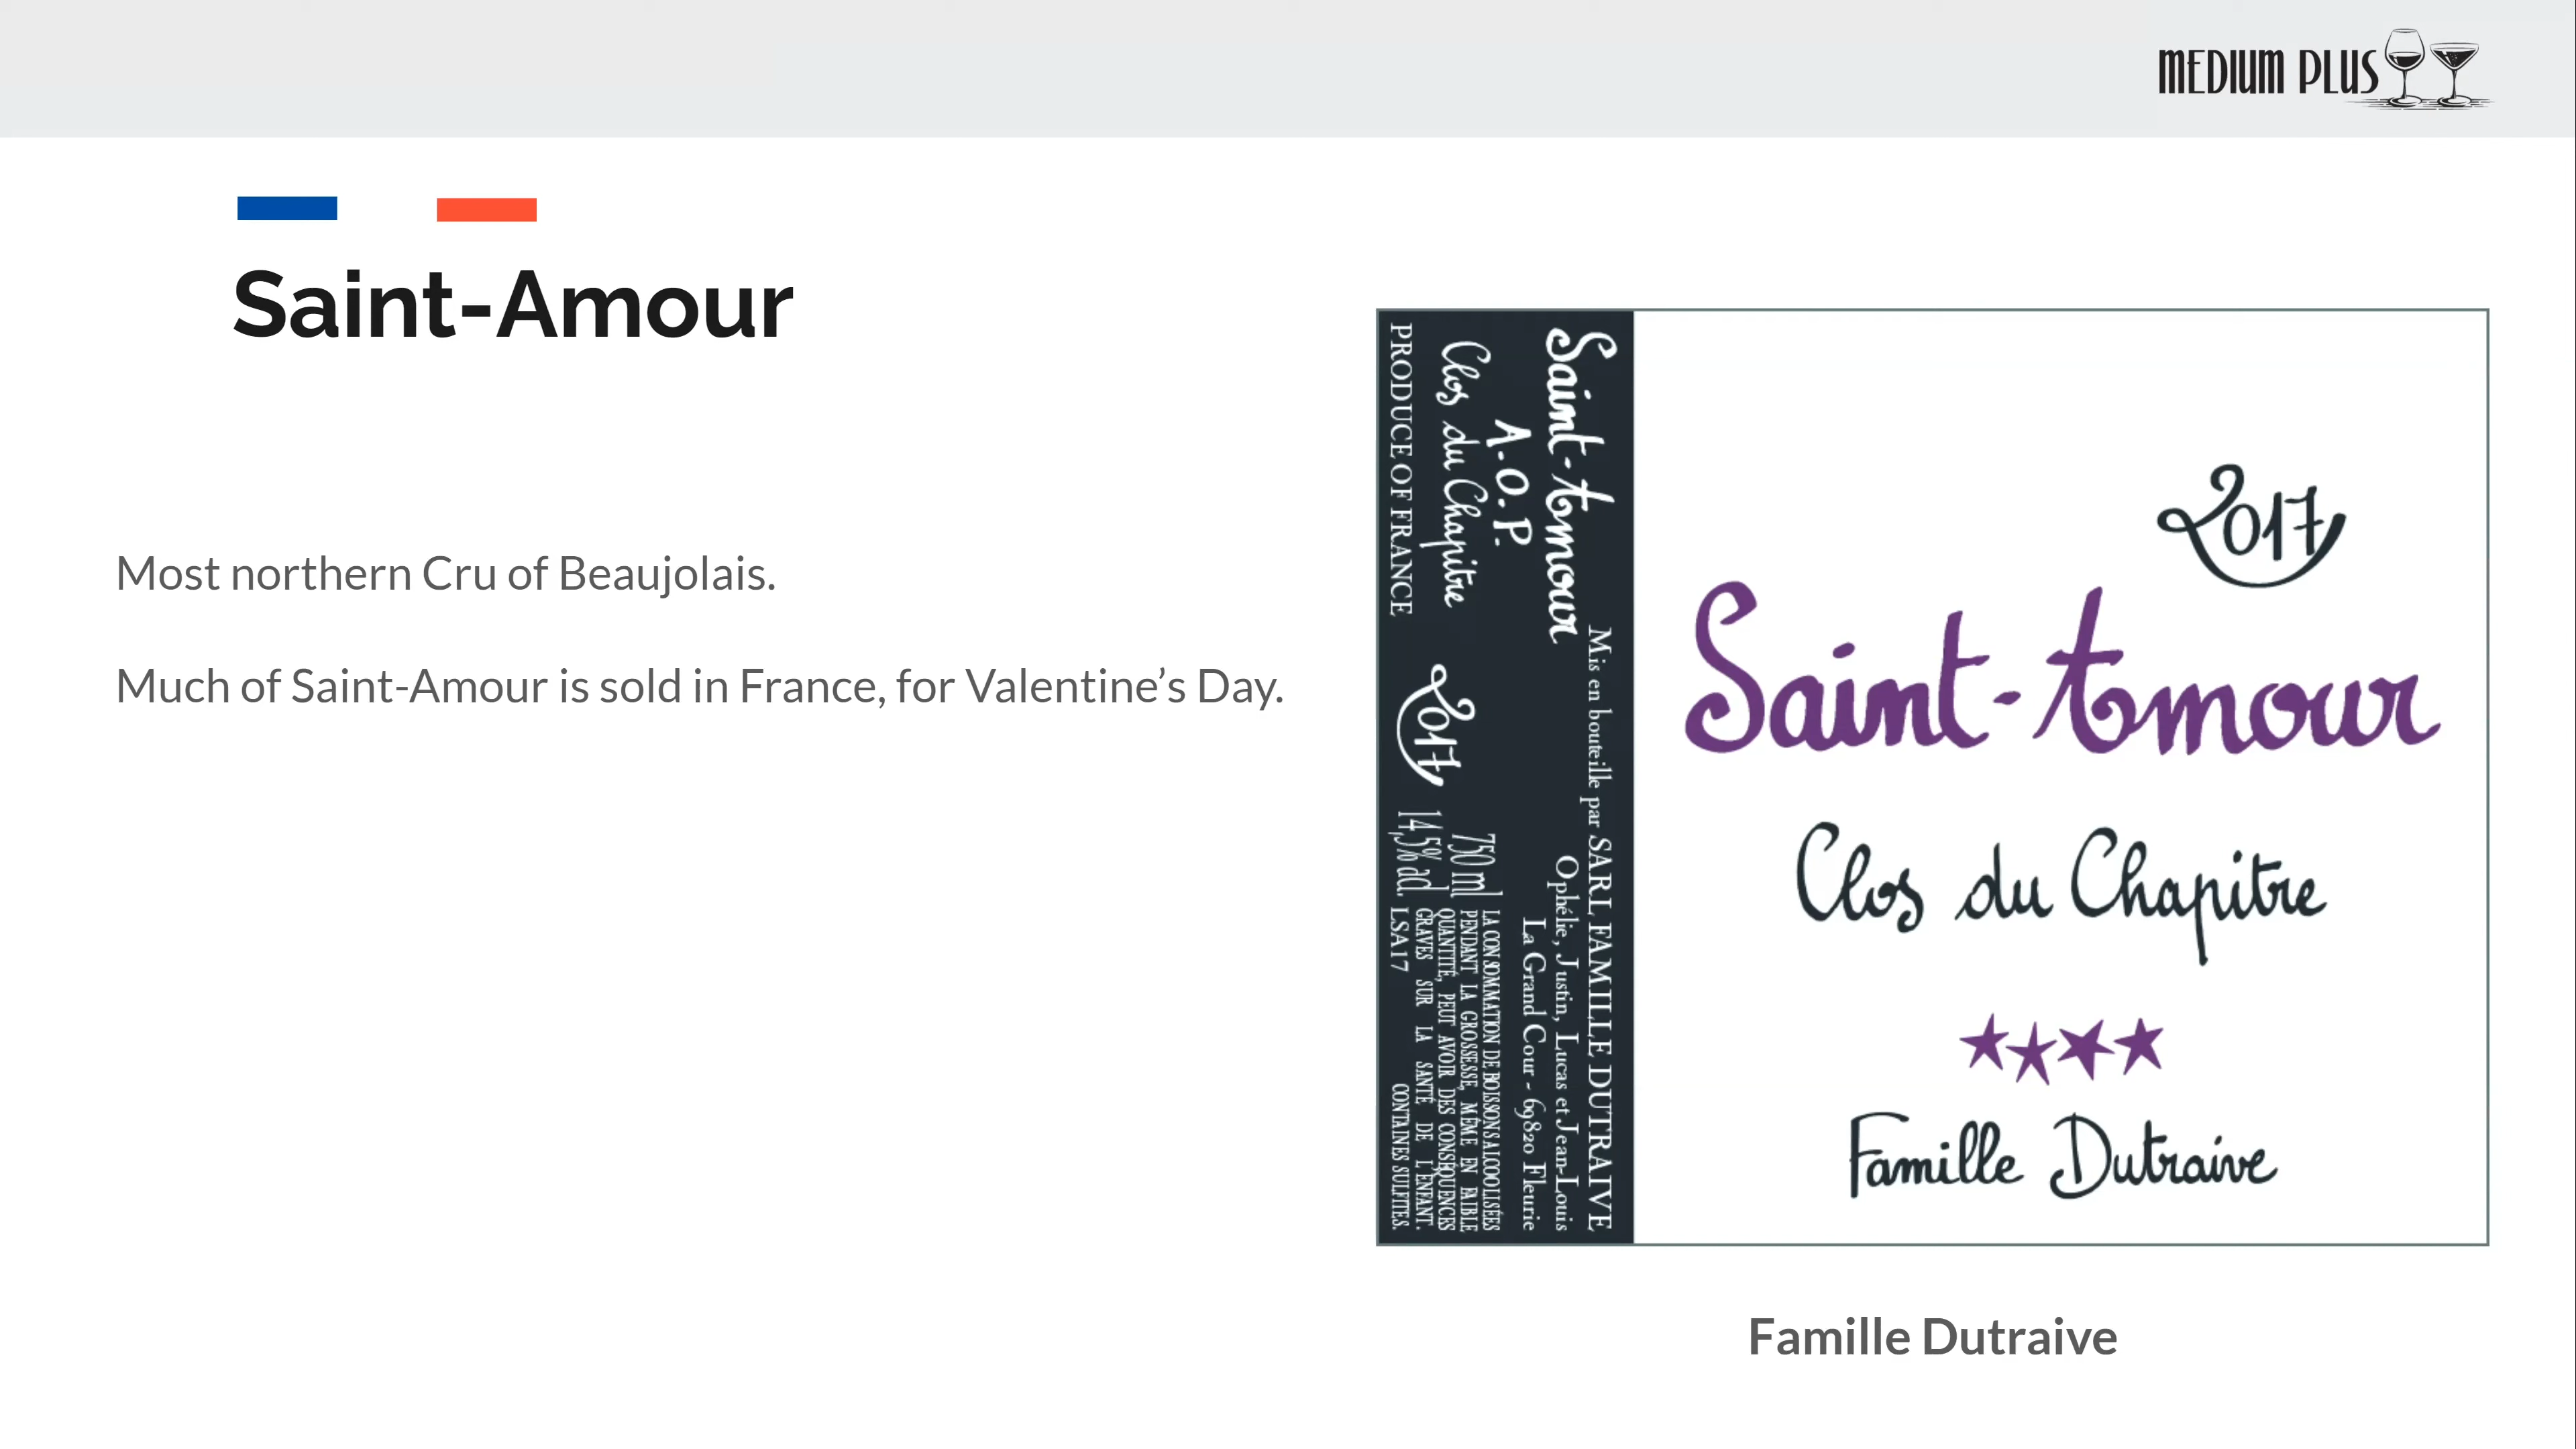 MEDIUM PLUS
Saint-Amour
Most northern Cru of Beaujolais.
Much of Saint-Amour is sold in France, for Valentine’s Day.
Saint-Amour
A.O.P.
Clos du Chapitre
PRODUCE OF FRANCE
2017
Mis en bouteille par SARL FAMILLE DUTRAIVE
Ophélie, Justin, Lucas et Jean-Louis
La Grand Cour - 69820 Fleurie
750 ml
14,5% acl.
LA CONSOMMATION DE BOISSONS ALCOOLISÉES
PENDANT LA GROSSESSE, MÊME EN FAIBLE
QUANTITÉ, PEUT AVOIR DES CONSÉQUENCES
GRAVES SUR LA SANTÉ DE L'ENFANT.
LSA17 CONTAINES SULFITES.
2017
Saint-Amour
Clos du Chapitre
Famille Dutraive
Famille Dutraive